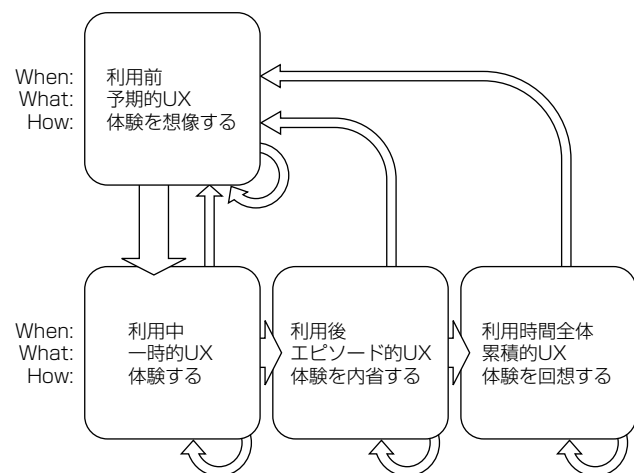 When: 利用前
What: 予期的UX
How: 体験を想像する
When: 利用中 利用後 利用時間全体
What: 一時的UX エピソード的UX 累積的UX
How: 体験する 体験を内省する 体験を回想する